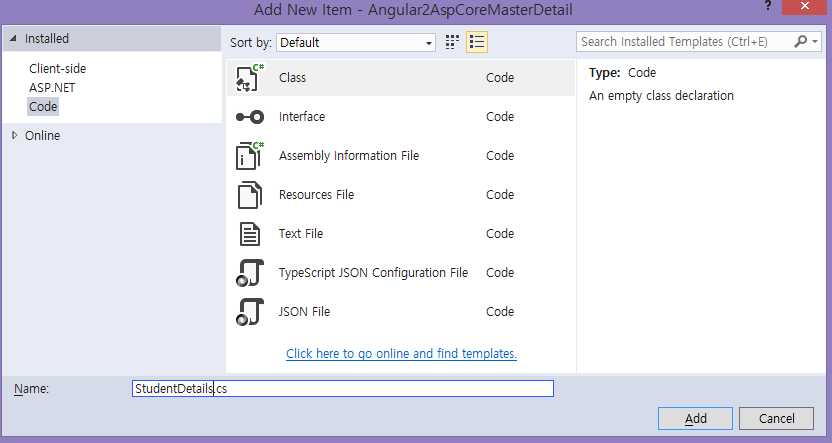 Add New Item - Angular2AspCoreMasterDetail
?
Installed
Client-side
ASP.NET
Code
Online
Sort by: Default
Search Installed Templates (Ctrl+E)
Class Code
Interface Code
Assembly Information File Code
Resources File Code
Text File Code
TypeScript JSON Configuration File Code
JSON File Code
Click here to go online and find templates.
Type: Code
An empty class declaration
Name: StudentDetails.cs
Add Cancel